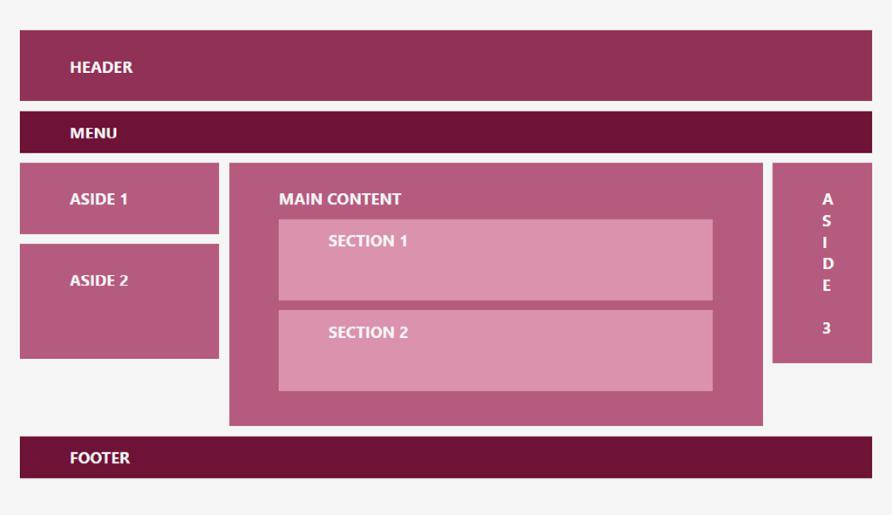 HEADER
MENU
ASIDE 1
ASIDE 2
MAIN CONTENT
SECTION 1
SECTION 2
A
S
I
D
E
3
FOOTER